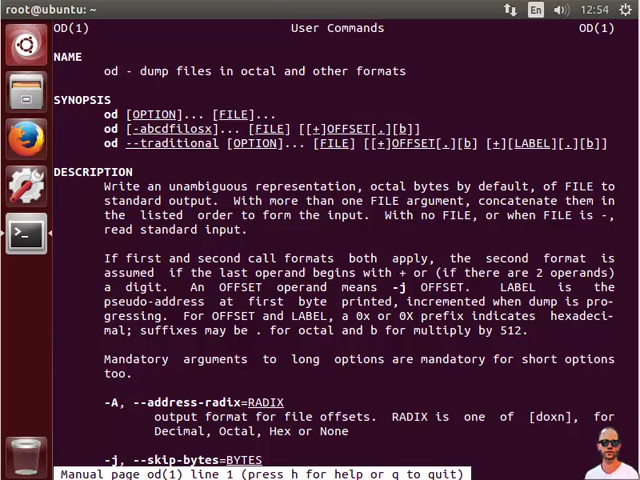 root@ubuntu: ~
En
12:54
OD(1) User Commands OD(1)
NAME
od - dump files in octal and other formats
SYNOPSIS
od [OPTION]... [FILE]...
od [-abcdfilosx]... [FILE] [[+]OFFSET[.][b]]
od --traditional [OPTION]... [FILE] [[+]OFFSET[.][b] [+][LABEL][.][b]]
DESCRIPTION
Write an unambiguous representation, octal bytes by default, of FILE to
standard output. With more than one FILE argument, concatenate them in
the listed order to form the input. With no FILE, or when FILE is -,
read standard input.
If first and second call formats both apply, the second format is
assumed if the last operand begins with + or (if there are 2 operands)
a digit. An OFFSET operand means -j OFFSET. LABEL is the
pseudo-address at first byte printed, incremented when dump is pro-
gressing. For OFFSET and LABEL, a 0x or 0X prefix indicates hexadeci-
mal; suffixes may be . for octal and b for multiply by 512.
Mandatory arguments to long options are mandatory for short options
too.
-A, --address-radix=RADIX
output format for file offsets. RADIX is one of [doxn], for
Decimal, Octal, Hex or None
-j, --skip-bytes=BYTES
Manual page od(1) line 1 (press h for help or q to quit)